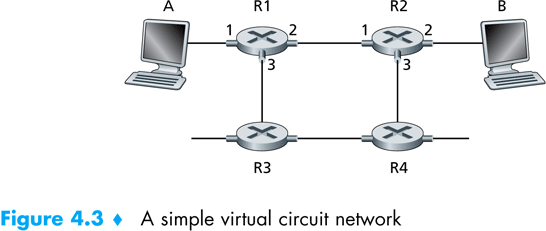 A R1 R2 B
1 2 1 2
3 3
R3 R4
Figure 4.3 ♦ A simple virtual circuit network